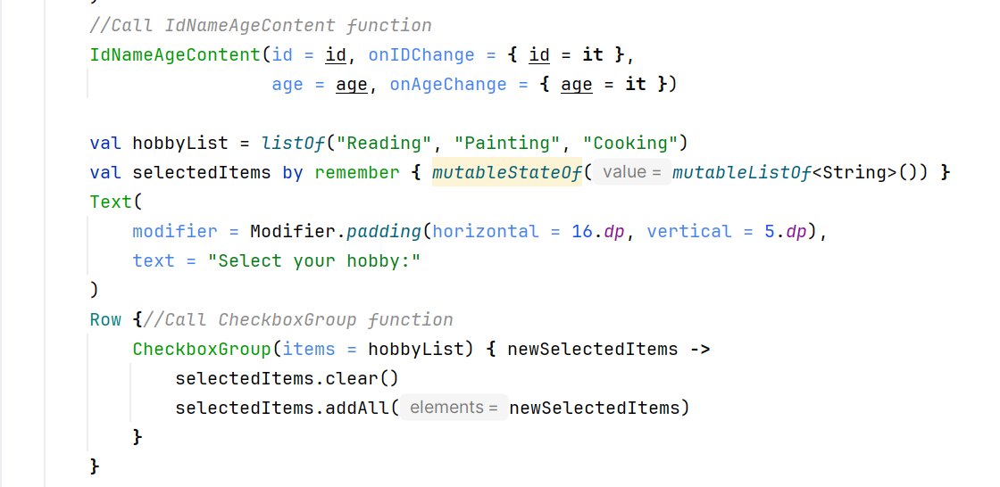 //Call IdNameAgeContent function
IdNameAgeContent(id = id, onIDChange = { id = it },
age = age, onAgeChange = { age = it })
val hobbyList = listOf("Reading", "Painting", "Cooking")
val selectedItems by remember { mutableStateOf( value = mutableListOf<String>()) }
Text(
modifier = Modifier.padding(horizontal = 16.dp, vertical = 5.dp),
text = "Select your hobby:"
)
Row {//Call CheckboxGroup function
CheckboxGroup(items = hobbyList) { newSelectedItems ->
selectedItems.clear()
selectedItems.addAll( elements = newSelectedItems)
}
}